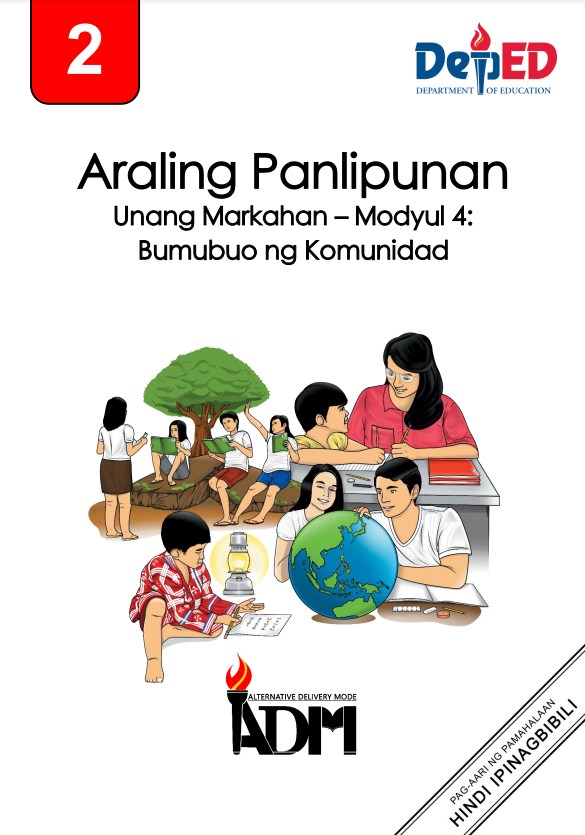 2
DepED
DEPARTMENT OF EDUCATION
Araling Panlipunan
Unang Markahan – Modyul 4:
Bumubuo ng Komunidad
ALTERNATIVE DELIVERY MODE
ADM
PAG-AARI NG PAMAHALAAN
HINDI IPINAGBIBILI